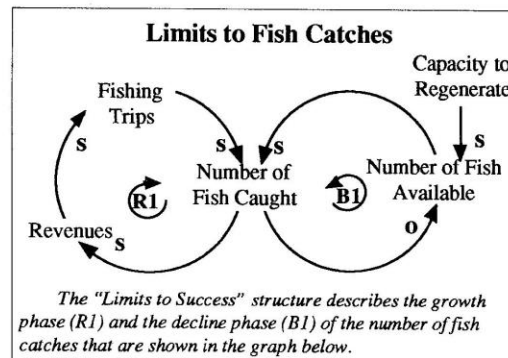 Limits to Fish Catches
Capacity to
Regenerate
Fishing
Trips
s
s
s
s
Number of
Fish Caught
Number of Fish
Available
R1
B1
Revenues
s
o
The "Limits to Success" structure describes the growth
phase (R1) and the decline phase (B1) of the number of fish
catches that are shown in the graph below.